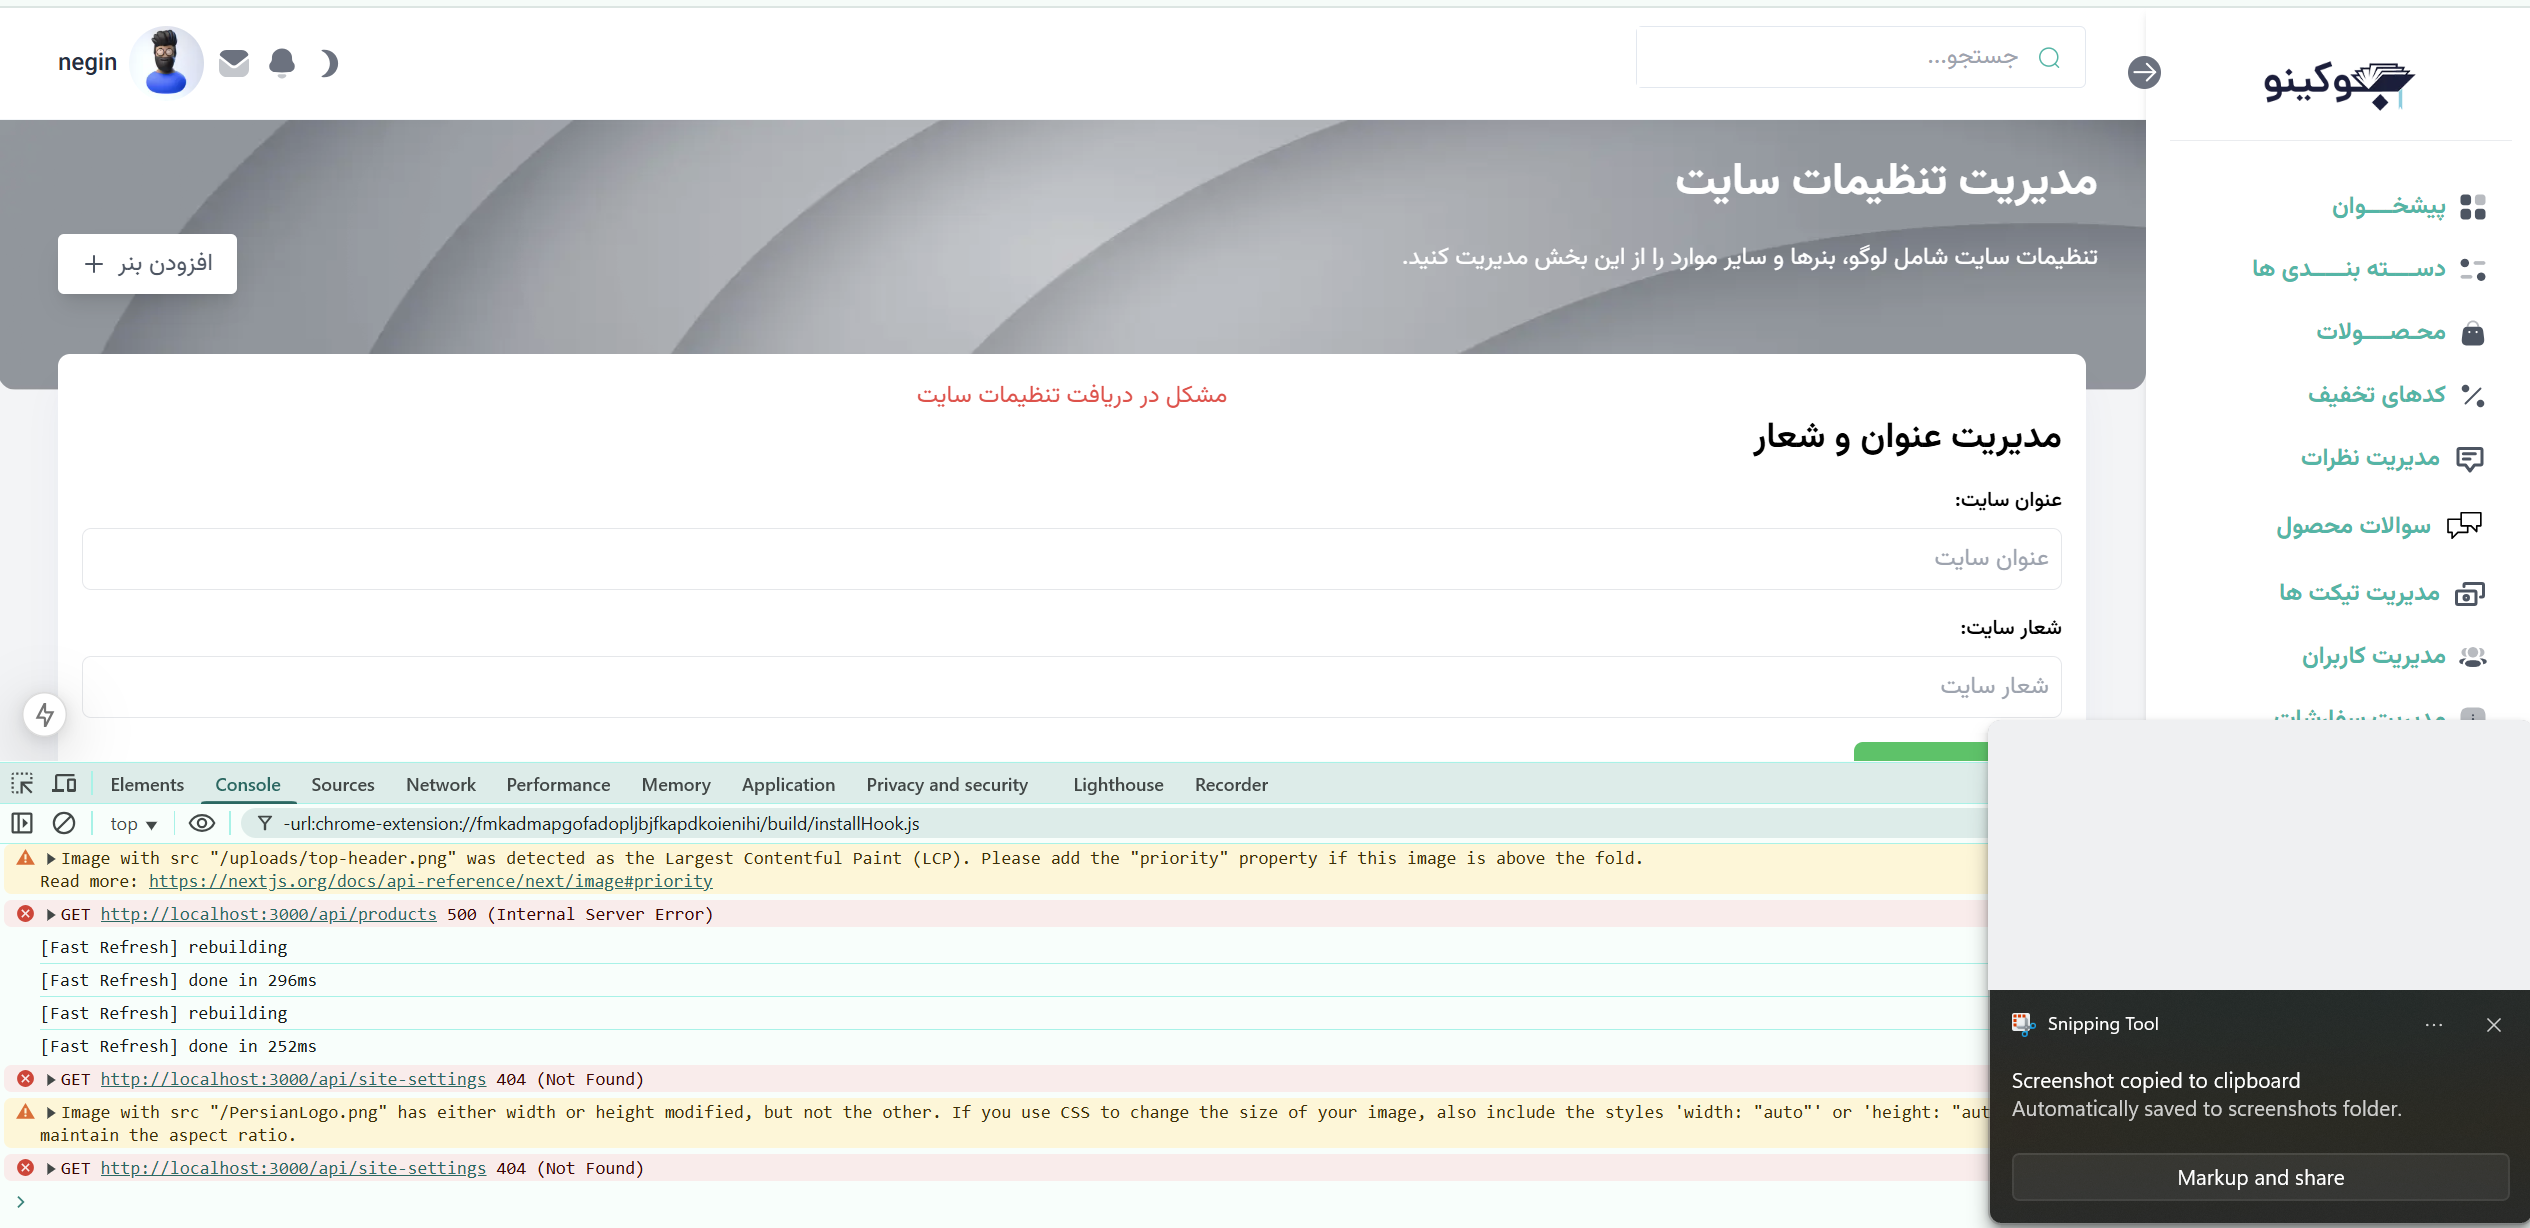 negin
جستجو...
بوکینو
مدیریت تنظیمات سایت
تنظیمات سایت شامل لوگو، بنرها و سایر موارد را از این بخش مدیریت کنید.
افزودن بنر +
پیشخـــوان
دســـته بنـــدی ها
محـصـــولات
کدهای تخفیف
مدیریت نظرات
سوالات محصول
مدیریت تیکت ها
مدیریت کاربران
مدیریت سفارشات
مشکل در دریافت تنظیمات سایت
مدیریت عنوان و شعار
عنوان سایت:
عنوان سایت
شعار سایت:
شعار سایت
Elements Console Sources Network Performance Memory Application Privacy and security Lighthouse Recorder
top -url:chrome-extension://fmkadmapgofadopljbjfkapdkoienihi/build/installHook.js
Image with src "/uploads/top-header.png" was detected as the Largest Contentful Paint (LCP). Please add the "priority" property if this image is above the fold.
Read more: https://nextjs.org/docs/api-reference/next/image#priority
GET http://localhost:3000/api/products 500 (Internal Server Error)
[Fast Refresh] rebuilding
[Fast Refresh] done in 296ms
[Fast Refresh] rebuilding
[Fast Refresh] done in 252ms
GET http://localhost:3000/api/site-settings 404 (Not Found)
Image with src "/PersianLogo.png" has either width or height modified, but not the other. If you use CSS to change the size of your image, also include the styles 'width: "auto"' or 'height: "aut
maintain the aspect ratio.
GET http://localhost:3000/api/site-settings 404 (Not Found)
Snipping Tool
Screenshot copied to clipboard
Automatically saved to screenshots folder.
Markup and share